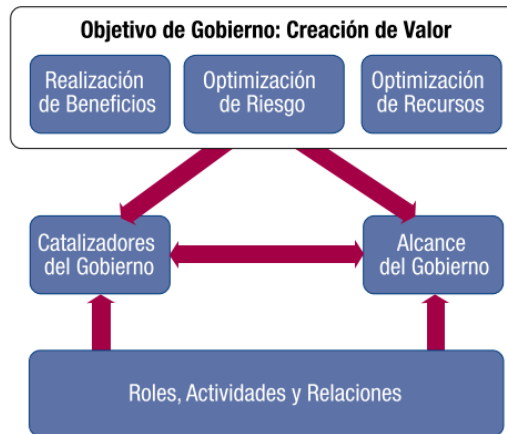 Objetivo de Gobierno: Creación de Valor
Realización
de Beneficios
Optimización
de Riesgo
Optimización
de Recursos
Catalizadores
del Gobierno
Alcance
del Gobierno
Roles, Actividades y Relaciones